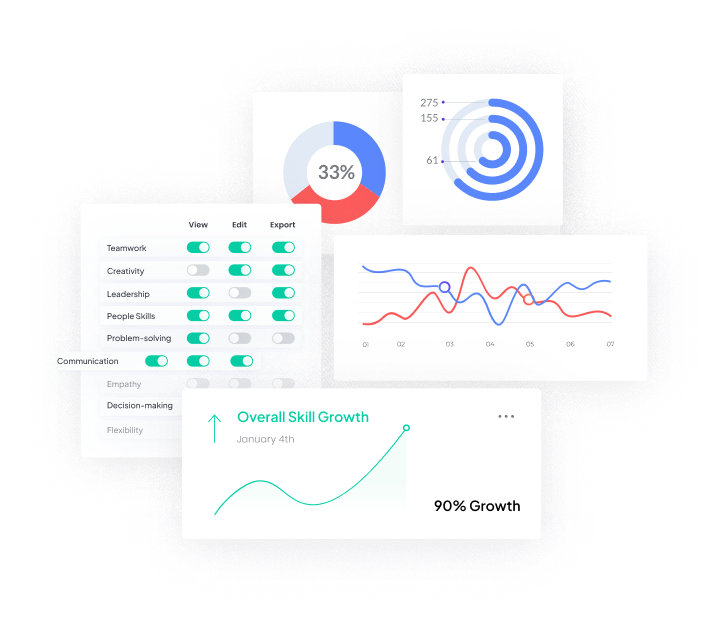 275
155
61
33%
View Edit Export
Teamwork
Creativity
Leadership
People Skills
Problem-solving
Communication
Empathy
Decision-making
Flexibility
01 02 03 04 05 06 07
Overall Skill Growth
January 4th
90% Growth